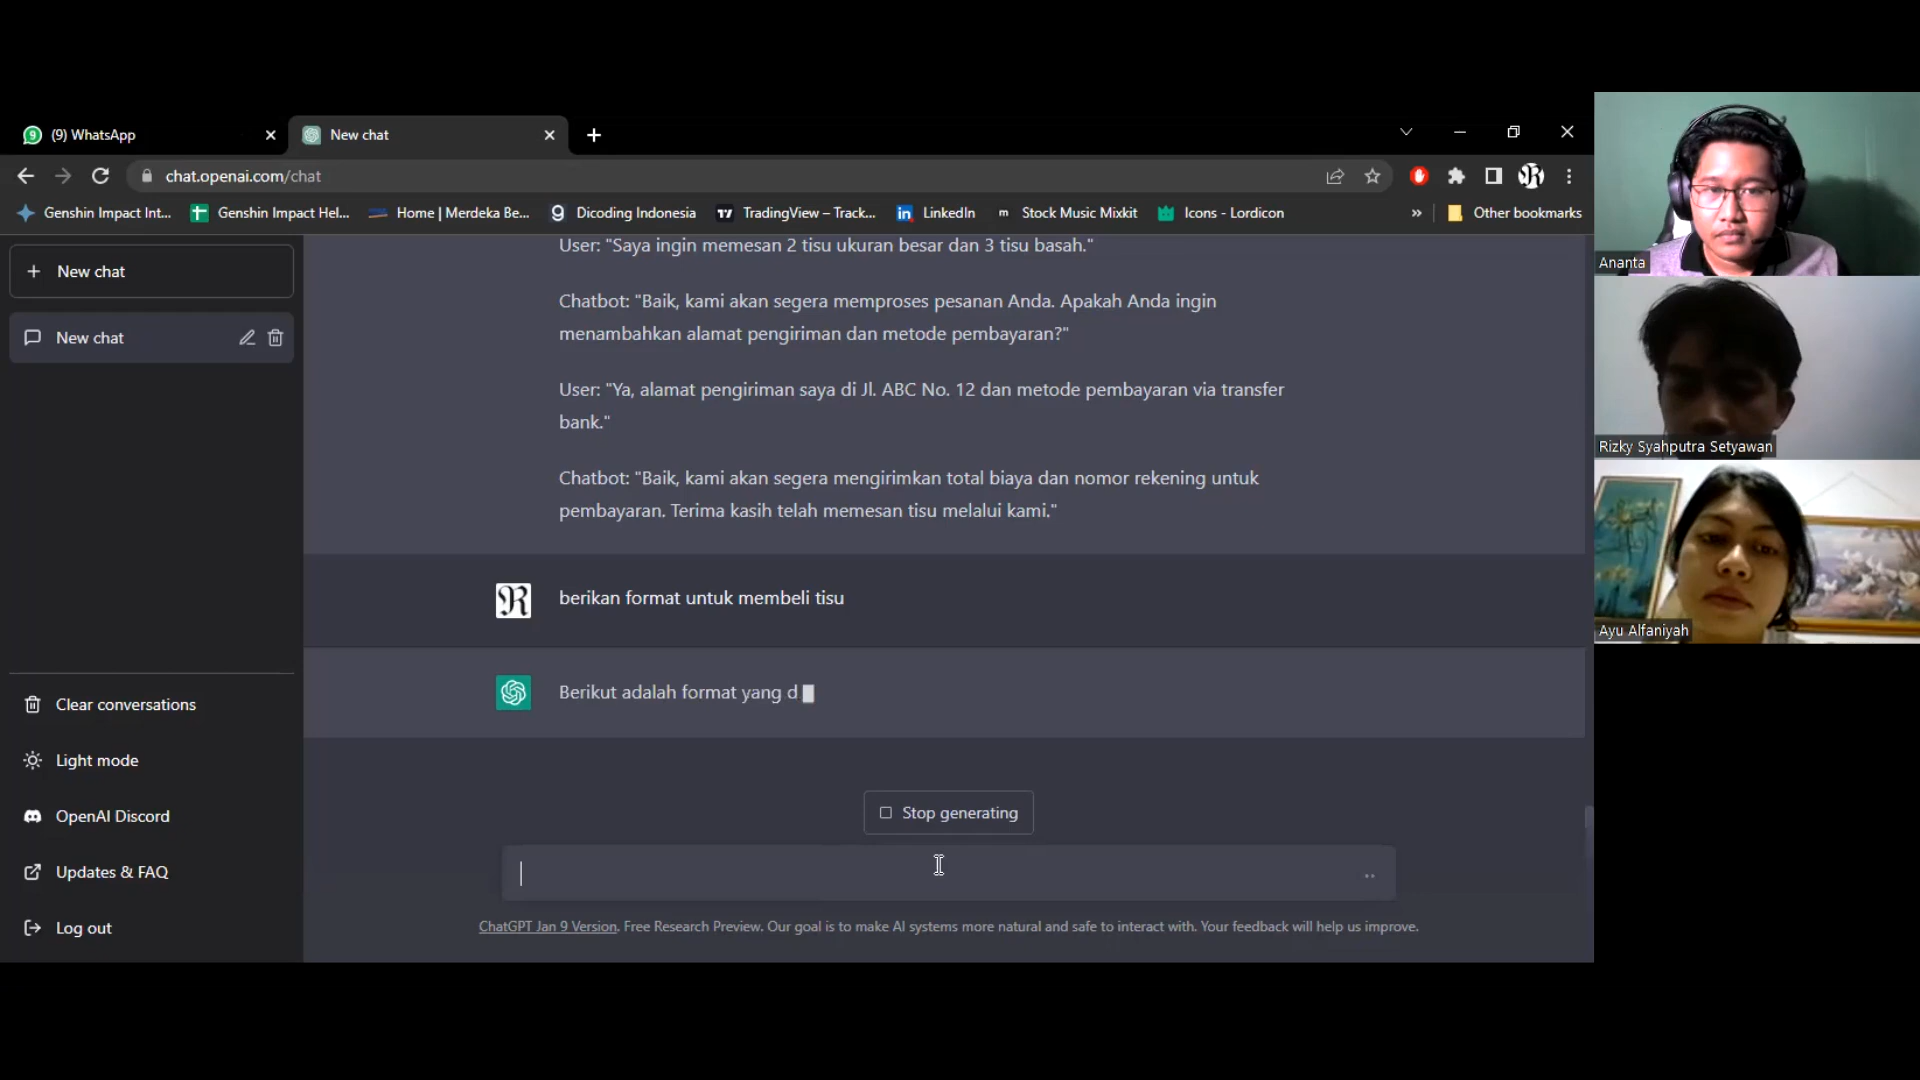 (9) WhatsApp
New chat
chat.openai.com/chat
Genshin Impact Int...
Genshin Impact Hel...
Home | Merdeka Be...
Dicoding Indonesia
TradingView – Track...
LinkedIn
Stock Music Mixkit
Icons - Lordicon
»
Other bookmarks
+ New chat
New chat
Clear conversations
Light mode
OpenAI Discord
Updates & FAQ
Log out
User: "Saya ingin memesan 2 tisu ukuran besar dan 3 tisu basah."
Chatbot: "Baik, kami akan segera memproses pesanan Anda. Apakah Anda ingin
menambahkan alamat pengiriman dan metode pembayaran?"
User: "Ya, alamat pengiriman saya di Jl. ABC No. 12 dan metode pembayaran via transfer
bank."
Chatbot: "Baik, kami akan segera mengirimkan total biaya dan nomor rekening untuk
pembayaran. Terima kasih telah memesan tisu melalui kami."
berikan format untuk membeli tisu
Berikut adalah format yang d
Stop generating
ChatGPT Jan 9 Version. Free Research Preview. Our goal is to make AI systems more natural and safe to interact with. Your feedback will help us improve.
Ananta
Rizky Syahputra Setyawan
Ayu Alfaniyah